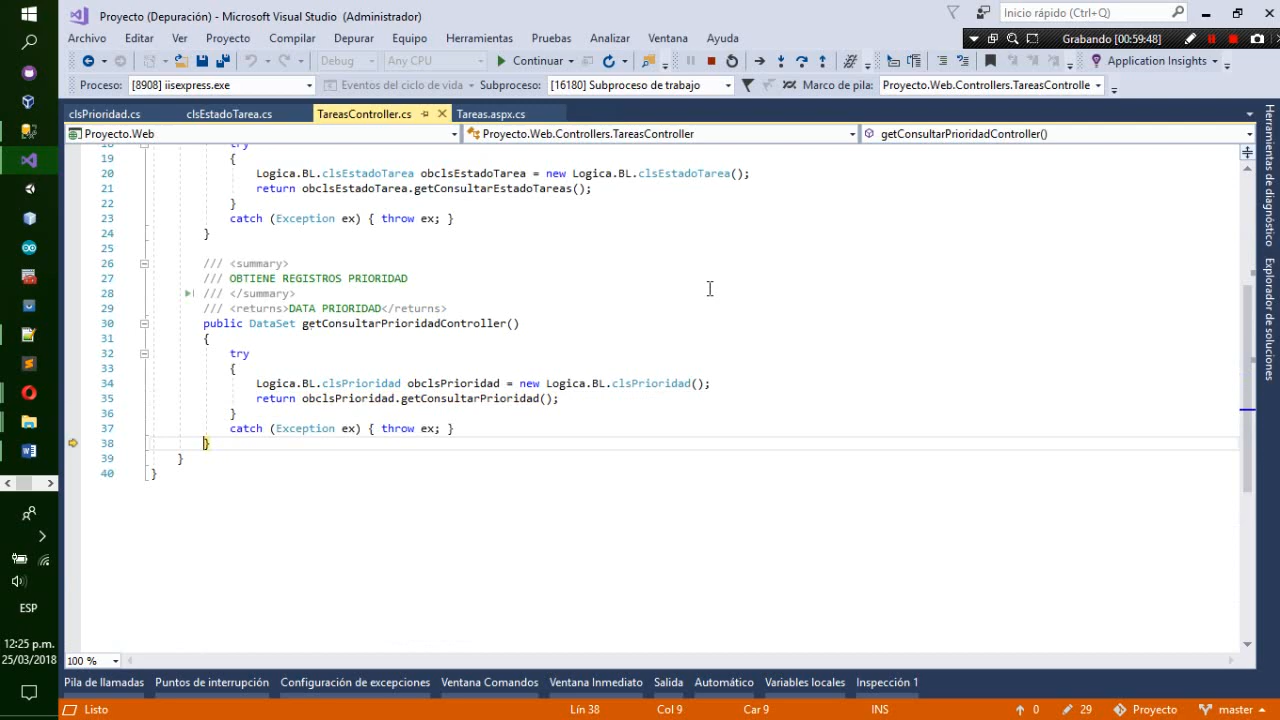 Proyecto (Depuración) - Microsoft Visual Studio (Administrador)
Inicio rápido (Ctrl+Q)
Archivo Editar Ver Proyecto Compilar Depurar Equipo Herramientas Pruebas Analizar Ventana Ayuda
Grabando [00:59:48]
Debug Any CPU Continuar Application Insights
Proceso: [8908] iisexpress.exe Eventos del ciclo de vida Subproceso: [16180] Subproceso de trabajo Marco de pila: Proyecto.Web.Controllers.TareasControlle
clsPrioridad.cs clsEstadoTarea.cs TareasController.cs Tareas.aspx.cs
Proyecto.Web Proyecto.Web.Controllers.TareasController getConsultarPrioridadController()
18 try
19 {
20 Logica.BL.clsEstadoTarea obclsEstadoTarea = new Logica.BL.clsEstadoTarea();
21 return obclsEstadoTarea.getConsultarEstadoTareas();
22 }
23 catch (Exception ex) { throw ex; }
24 }
25
26 /// <summary>
27 /// OBTIENE REGISTROS PRIORIDAD
28 /// </summary>
29 /// <returns>DATA PRIORIDAD</returns>
30 public DataSet getConsultarPrioridadController()
31 {
32 try
33 {
34 Logica.BL.clsPrioridad obclsPrioridad = new Logica.BL.clsPrioridad();
35 return obclsPrioridad.getConsultarPrioridad();
36 }
37 catch (Exception ex) { throw ex; }
38 }
39 }
40 }
Herramientas de diagnóstico
Explorador de soluciones
100 %
Pila de llamadas Puntos de interrupción Configuración de excepciones Ventana Comandos Ventana Inmediato Salida Automático Variables locales Inspección 1
Listo Lín 38 Col 9 Car 9 INS 0 29 Proyecto master
ESP
12:25 p.m.
25/03/2018